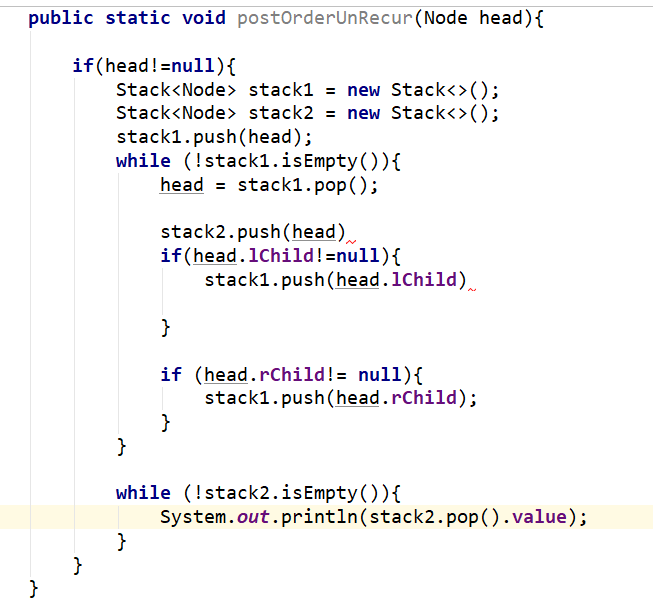 public static void postOrderUnRecur(Node head){
if(head!=null){
Stack<Node> stack1 = new Stack<>();
Stack<Node> stack2 = new Stack<>();
stack1.push(head);
while (!stack1.isEmpty()){
head = stack1.pop();
stack2.push(head)
if(head.lChild!=null){
stack1.push(head.lChild)
}
if (head.rChild!= null){
stack1.push(head.rChild);
}
}
while (!stack2.isEmpty()){
System.out.println(stack2.pop().value);
}
}
}